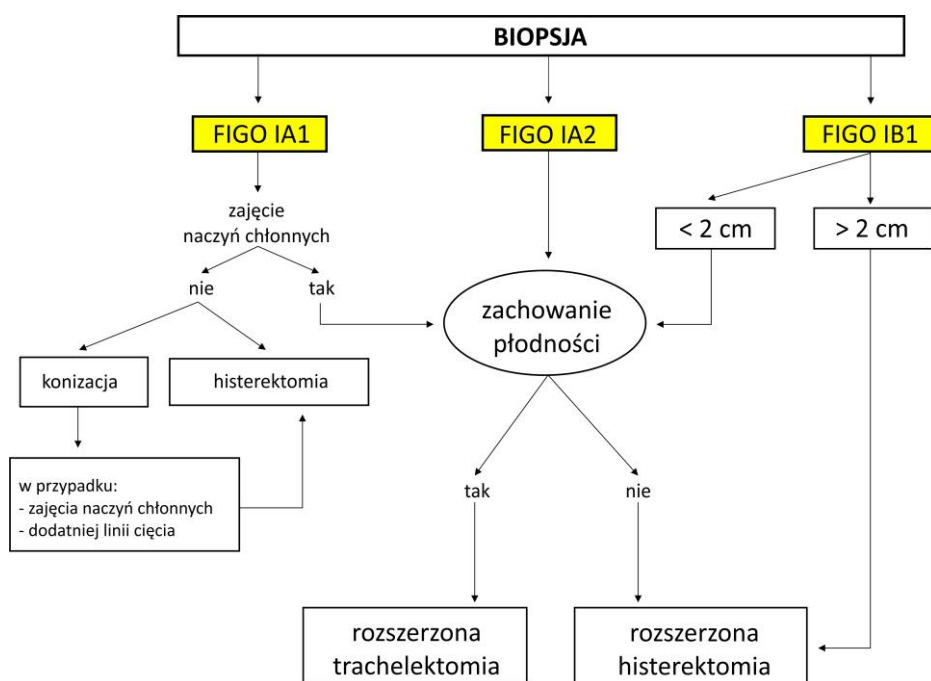 BIOPSJA
FIGO IA1
FIGO IA2
FIGO IB1
zajęcie
naczyń chłonnych
< 2 cm
> 2 cm
nie
tak
zachowanie
płodności
konizacja
histerektomia
w przypadku:
- zajęcia naczyń chłonnych
- dodatniej linii cięcia
tak
nie
rozszerzona
trachelektomia
rozszerzona
histerektomia